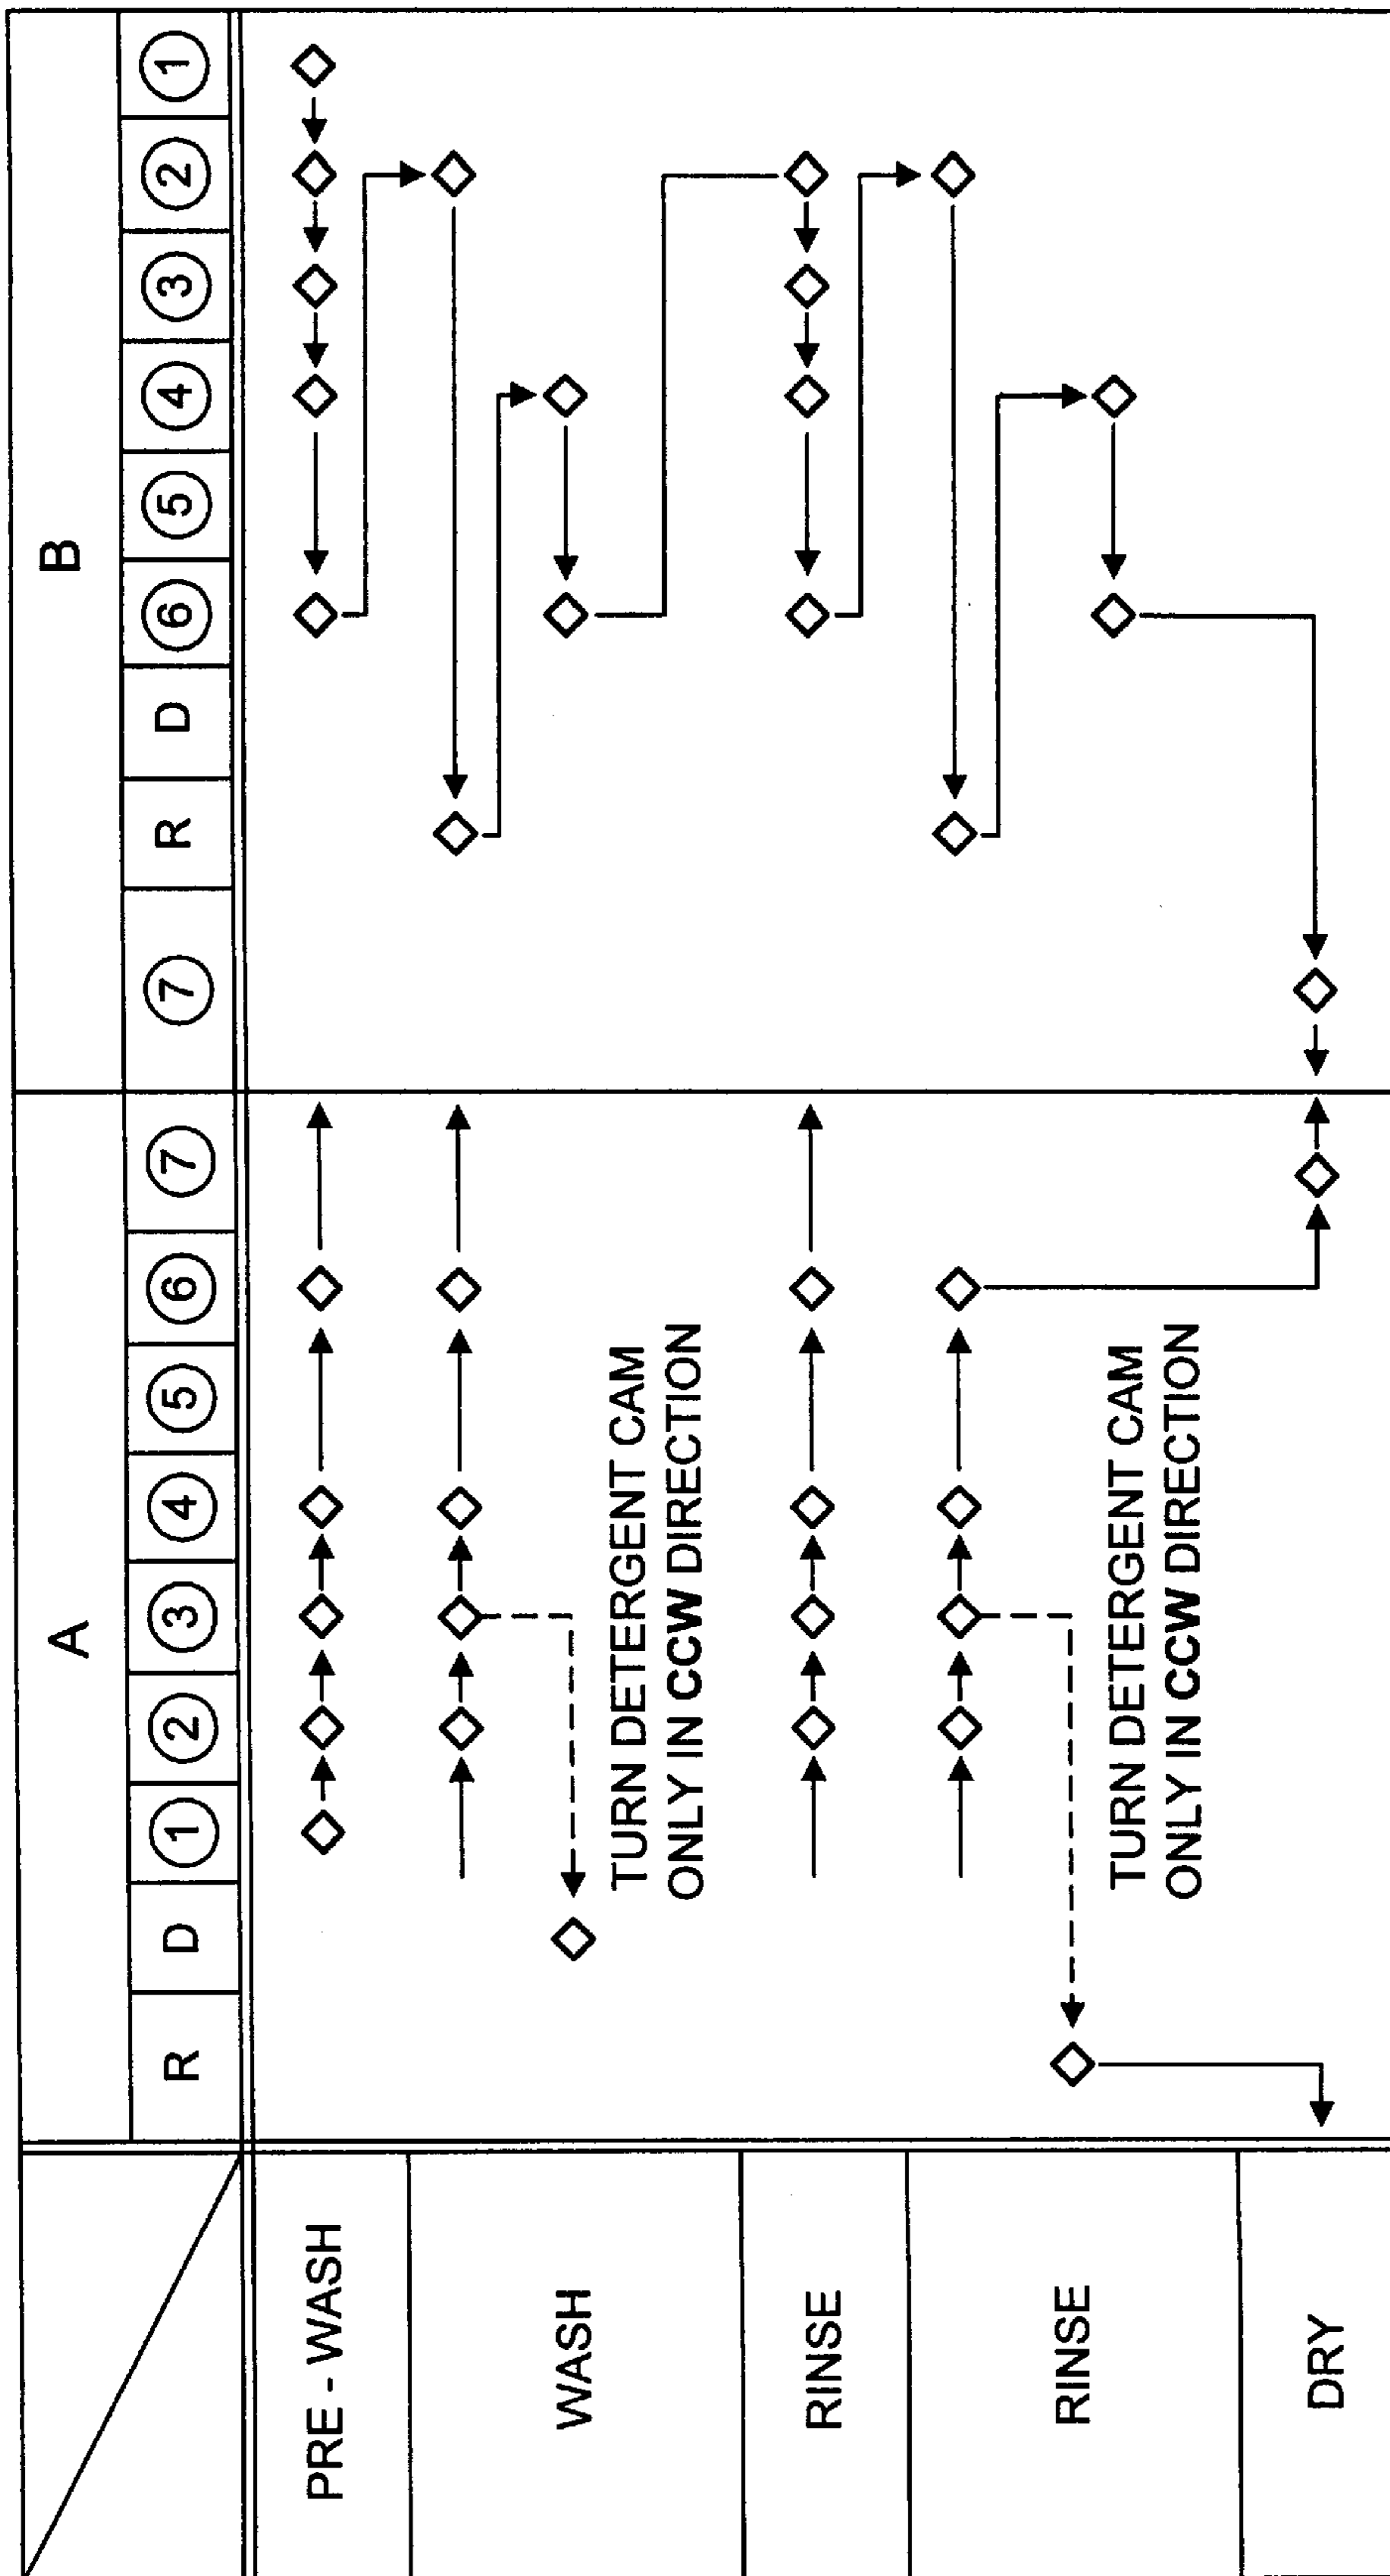 A B
R D ① ② ③ ④ ⑤ ⑥ ⑦ ⑦ R D ⑥ ⑤ ④ ③ ② ①
PRE - WASH
WASH
TURN DETERGENT CAM
ONLY IN CCW DIRECTION
RINSE
RINSE
TURN DETERGENT CAM
ONLY IN CCW DIRECTION
DRY